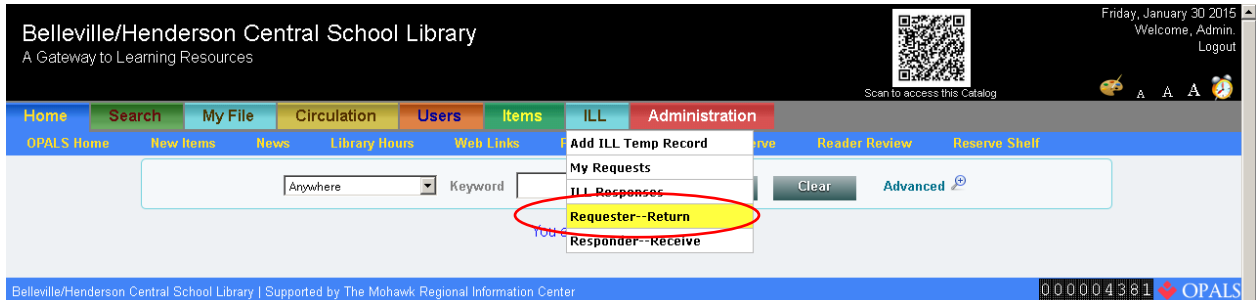 Friday, January 30 2015
Belleville/Henderson Central School Library
Welcome, Admin.
A Gateway to Learning Resources
Logout
Scan to access this Catalog
A A A
Home Search My File Circulation Users Items ILL Administration
OPALS Home New Items News Library Hours Web Links Reader Review Reserve Shelf
Add ILL Temp Record
My Requests
Anywhere Keyword Clear Advanced
ILL Responses
Requester--Return
You
Responder--Receive
Belleville/Henderson Central School Library | Supported by The Mohawk Regional Information Center 000004381 OPALS